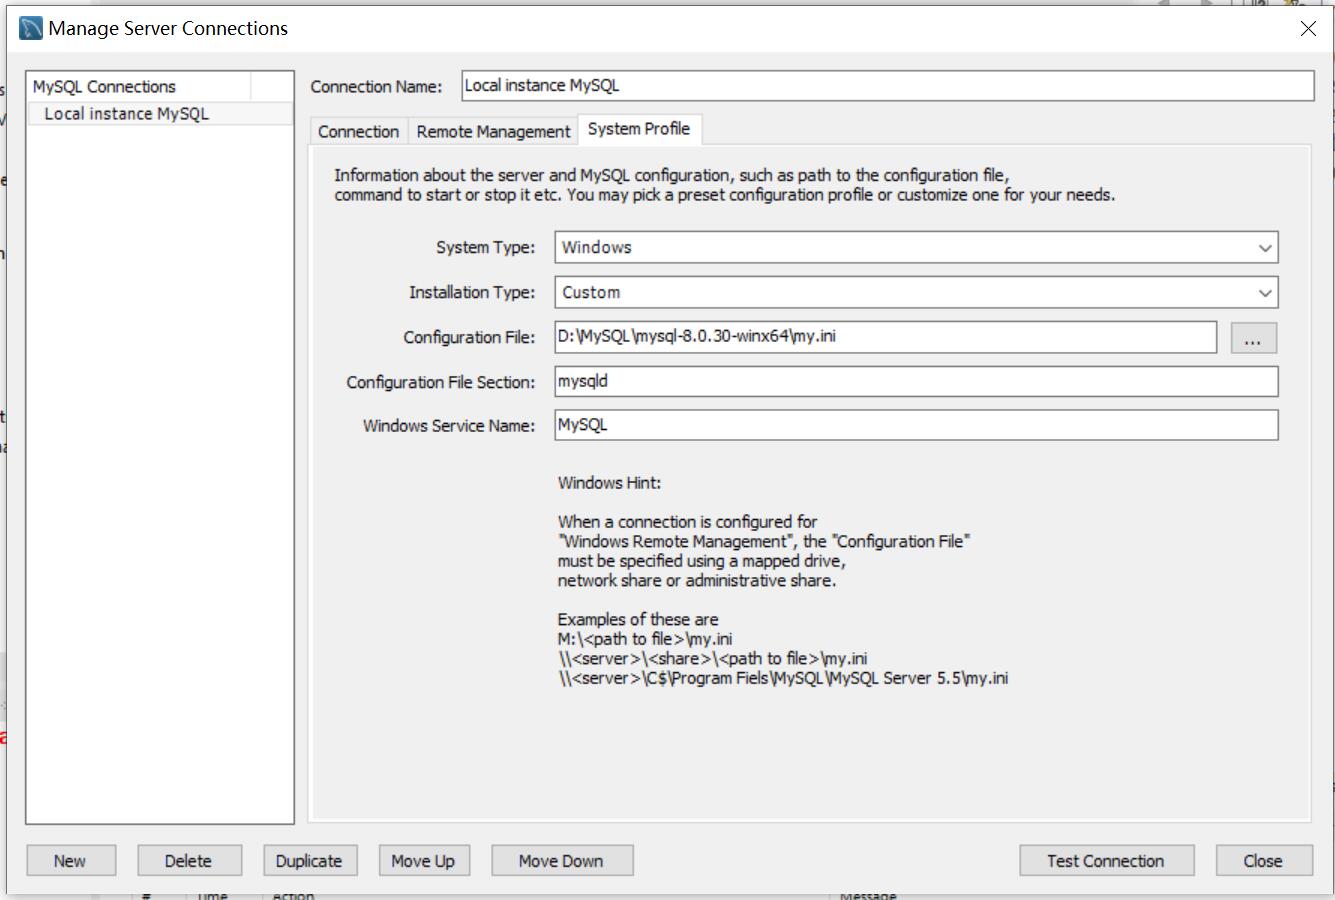 Manage Server Connections
MySQL Connections
Local instance MySQL
Connection Name: Local instance MySQL
Connection Remote Management System Profile
Information about the server and MySQL configuration, such as path to the configuration file,
command to start or stop it etc. You may pick a preset configuration profile or customize one for your needs.
System Type: Windows
Installation Type: Custom
Configuration File: D:\MySQL\mysql-8.0.30-winx64\my.ini ...
Configuration File Section: mysqld
Windows Service Name: MySQL
Windows Hint:
When a connection is configured for
"Windows Remote Management", the "Configuration File"
must be specified using a mapped drive,
network share or administrative share.
Examples of these are
M:\<path to file>\my.ini
\\<server>\<share>\<path to file>\my.ini
\\<server>\C$\Program Fiels\MySQL\MySQL Server 5.5\my.ini
New Delete Duplicate Move Up Move Down Test Connection Close
# Time Action Message